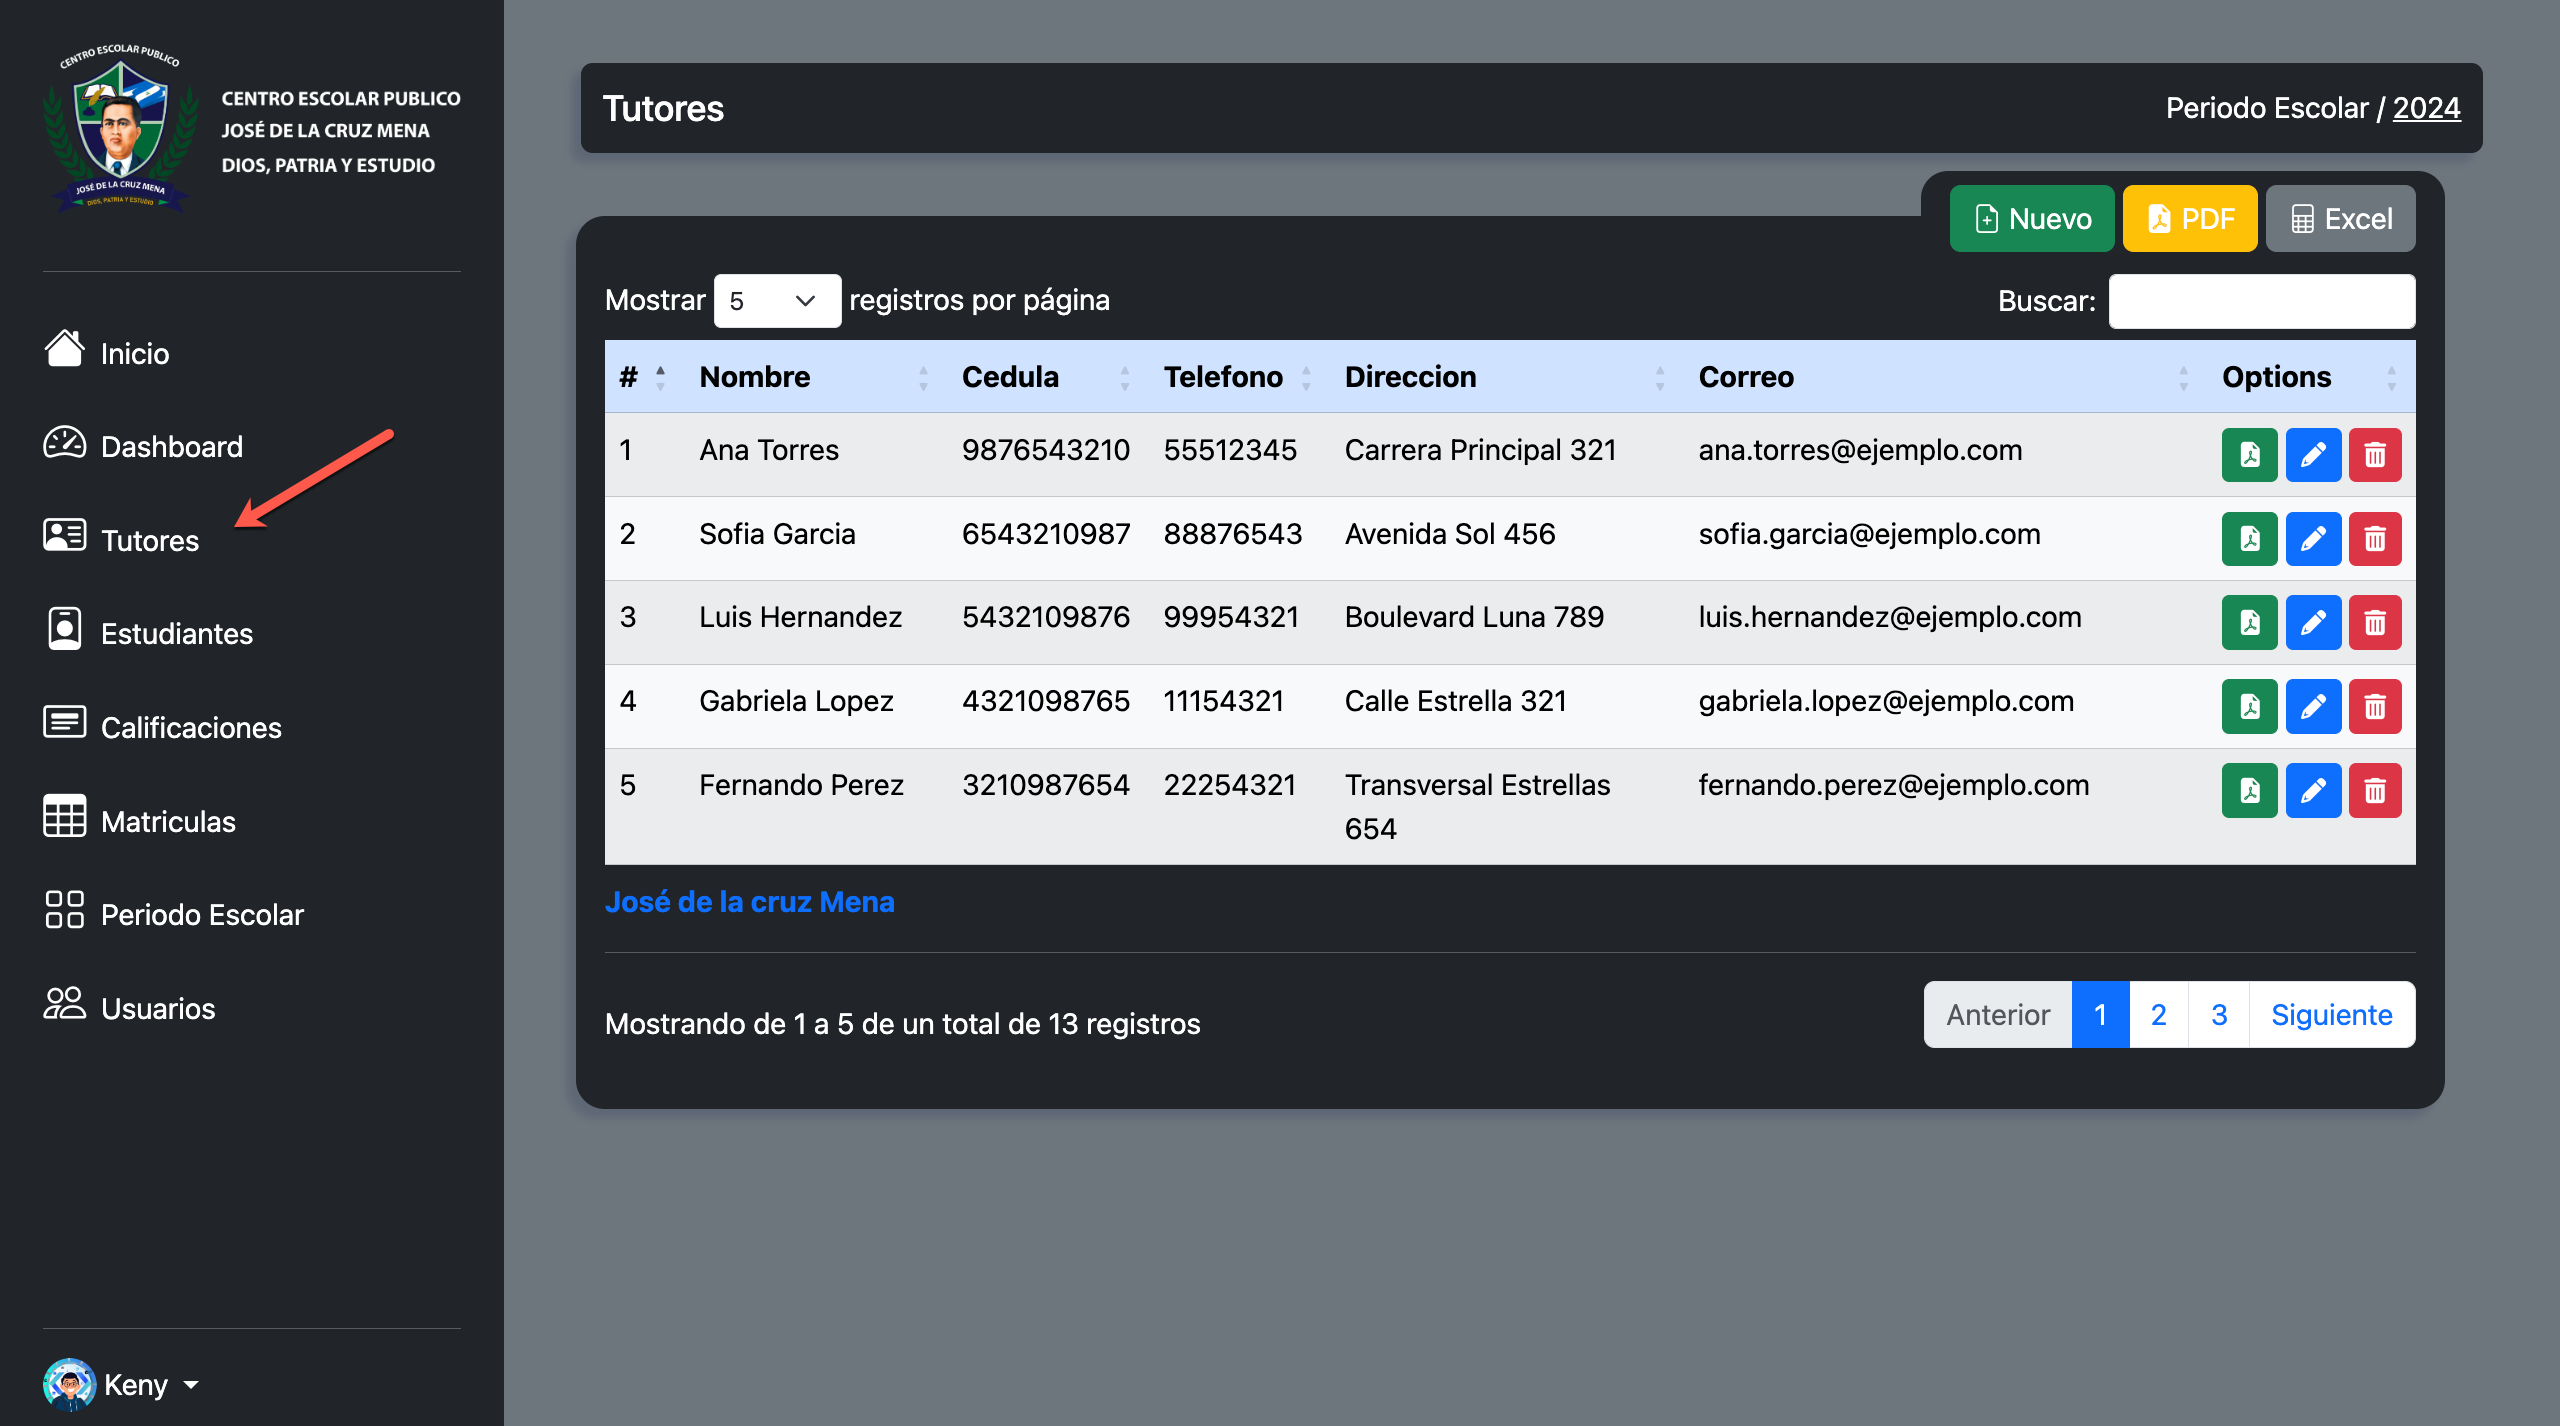 CENTRO ESCOLAR PUBLICO
JOSÉ DE LA CRUZ MENA
DIOS, PATRIA Y ESTUDIO
CENTRO ESCOLAR PUBLICO
JOSÉ DE LA CRUZ MENA
DIOS, PATRIA Y ESTUDIO
Inicio
Dashboard
Tutores
Estudiantes
Calificaciones
Matriculas
Periodo Escolar
Usuarios
Keny
Tutores
Periodo Escolar / 2024
Nuevo PDF Excel
Mostrar 5 registros por página
Buscar:
# Nombre Cedula Telefono Direccion Correo Options
1 Ana Torres 9876543210 55512345 Carrera Principal 321 ana.torres@ejemplo.com
2 Sofia Garcia 6543210987 88876543 Avenida Sol 456 sofia.garcia@ejemplo.com
3 Luis Hernandez 5432109876 99954321 Boulevard Luna 789 luis.hernandez@ejemplo.com
4 Gabriela Lopez 4321098765 11154321 Calle Estrella 321 gabriela.lopez@ejemplo.com
5 Fernando Perez 3210987654 22254321 Transversal Estrellas fernando.perez@ejemplo.com
654
José de la cruz Mena
Mostrando de 1 a 5 de un total de 13 registros
Anterior 1 2 3 Siguiente